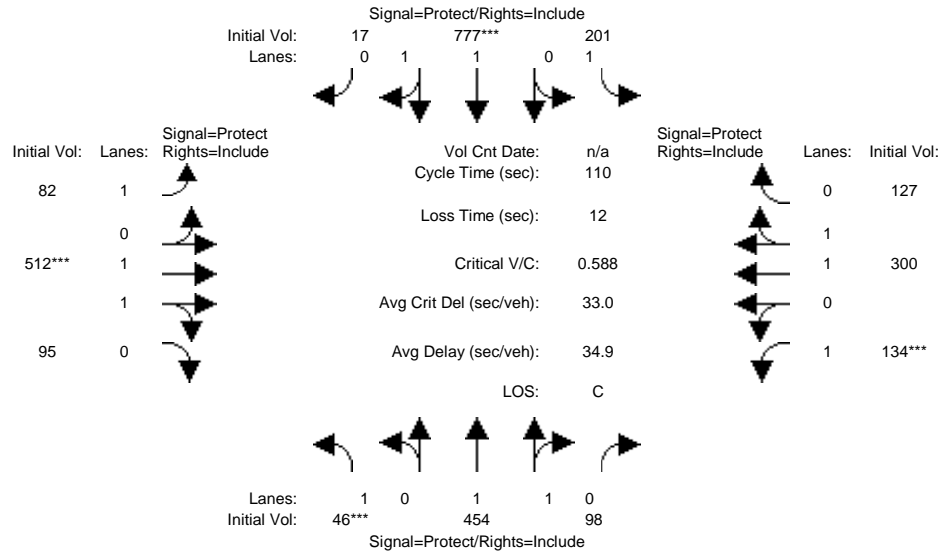 Signal=Protect/Rights=Include
Initial Vol: 17 777*** 201
Lanes: 0 1 1 0 1
Signal=Protect
Initial Vol: Lanes: Rights=Include
Vol Cnt Date: n/a
Signal=Protect
Rights=Include Lanes: Initial Vol:
Cycle Time (sec): 110
82 1
0 127
Loss Time (sec): 12
0
1
512*** 1
Critical V/C: 0.588
1 300
1
Avg Crit Del (sec/veh): 33.0
0
95 0
Avg Delay (sec/veh): 34.9
1 134***
LOS: C
Lanes: 1 0 1 1 0
Initial Vol: 46*** 454 98
Signal=Protect/Rights=Include